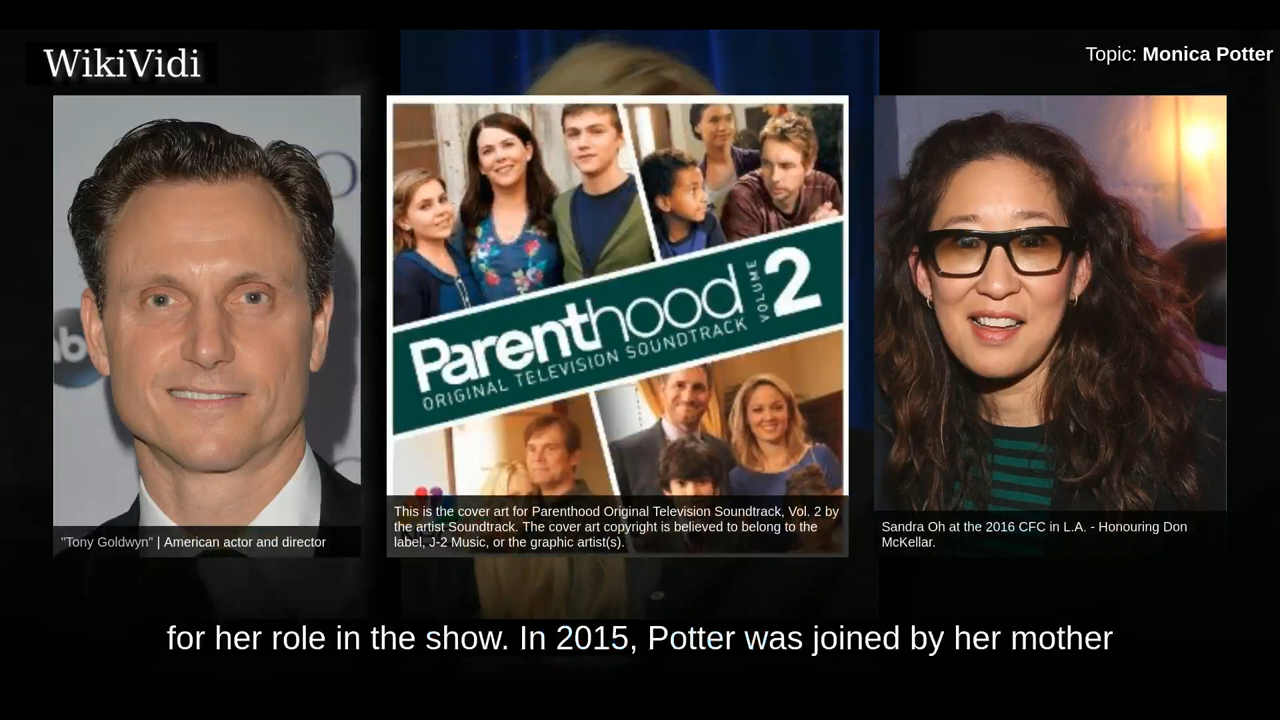 WikiVidi
Topic: Monica Potter
Parenthood
VOLUME 2
ORIGINAL TELEVISION SOUNDTRACK
"Tony Goldwyn" | American actor and director
This is the cover art for Parenthood Original Television Soundtrack, Vol. 2 by
the artist Soundtrack. The cover art copyright is believed to belong to the
label, J-2 Music, or the graphic artist(s).
Sandra Oh at the 2016 CFC in L.A. - Honouring Don
McKellar.
for her role in the show. In 2015, Potter was joined by her mother